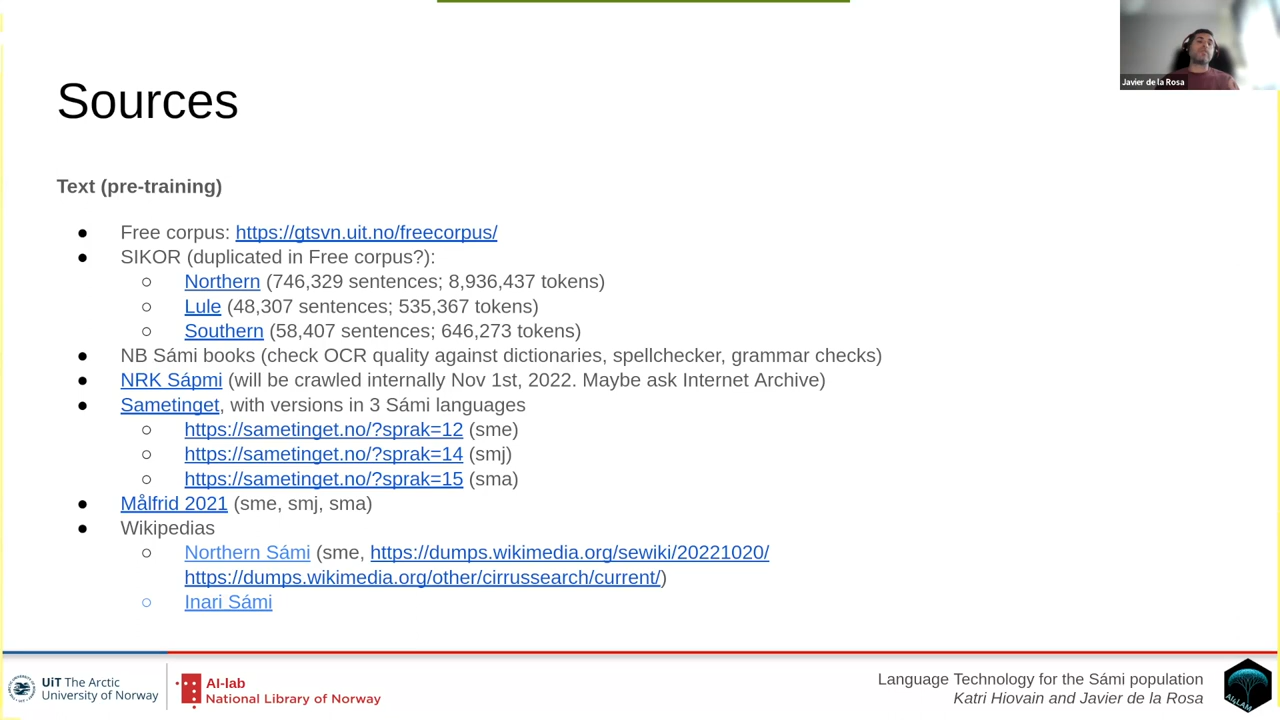 Javier de la Rosa
Sources
Text (pre-training)
● Free corpus: https://gtsvn.uit.no/freecorpus/
● SIKOR (duplicated in Free corpus?):
○ Northern (746,329 sentences; 8,936,437 tokens)
○ Lule (48,307 sentences; 535,367 tokens)
○ Southern (58,407 sentences; 646,273 tokens)
● NB Sámi books (check OCR quality against dictionaries, spellchecker, grammar checks)
● NRK Sápmi (will be crawled internally Nov 1st, 2022. Maybe ask Internet Archive)
● Sametinget, with versions in 3 Sámi languages
○ https://sametinget.no/?sprak=12 (sme)
○ https://sametinget.no/?sprak=14 (smj)
○ https://sametinget.no/?sprak=15 (sma)
● Målfrid 2021 (sme, smj, sma)
● Wikipedias
○ Northern Sámi (sme, https://dumps.wikimedia.org/sewiki/20221020/
https://dumps.wikimedia.org/other/cirrussearch/current/)
○ Inari Sámi
UiT The Arctic
University of Norway
AI-lab
National Library of Norway
Language Technology for the Sámi population
Katri Hiovain and Javier de la Rosa
AI4LAM